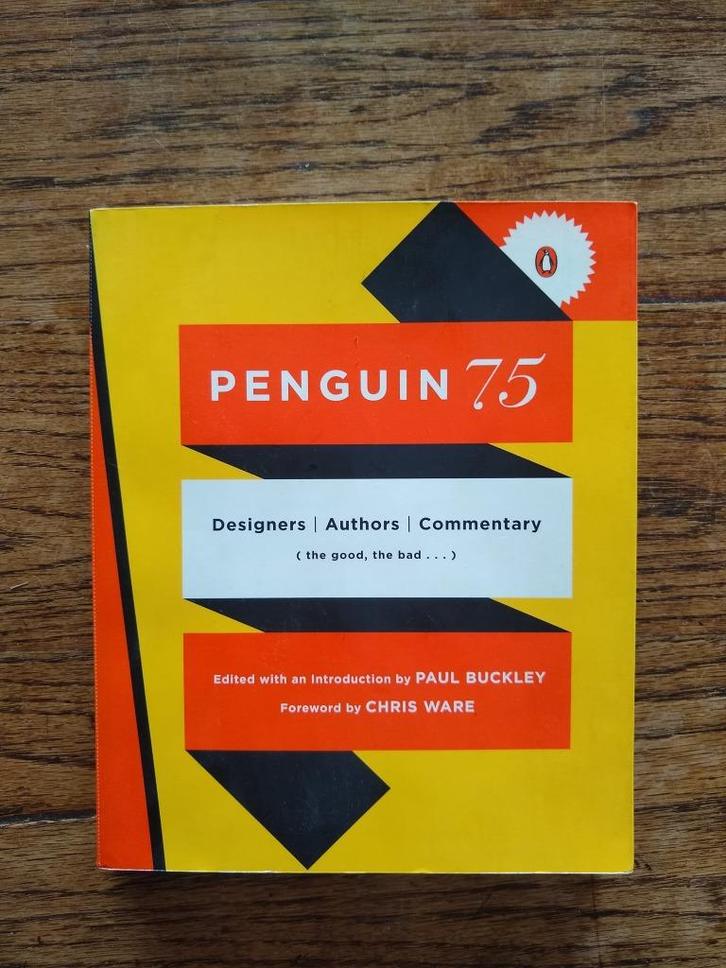 PENGUIN 75
Designers | Authors | Commentary
( the good, the bad . . . )
Edited with an Introduction by PAUL BUCKLEY
Foreword by CHRIS WARE